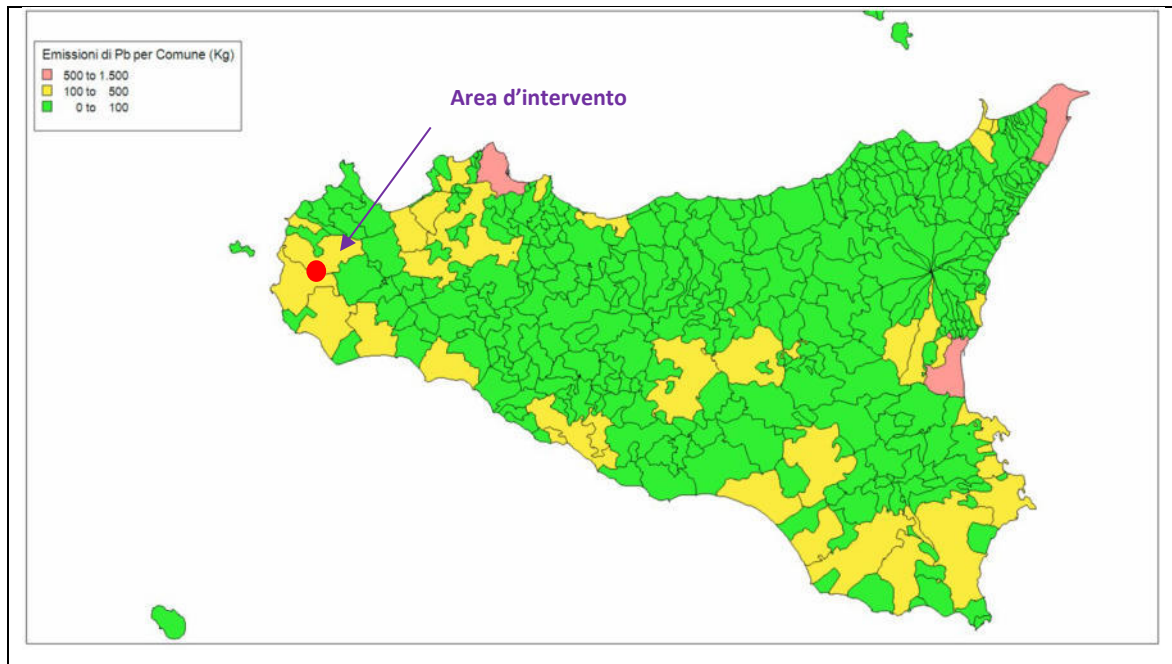 Emissioni di Pb per Comune (Kg)
500 to 1.500
100 to 500
0 to 100
Area d'intervento